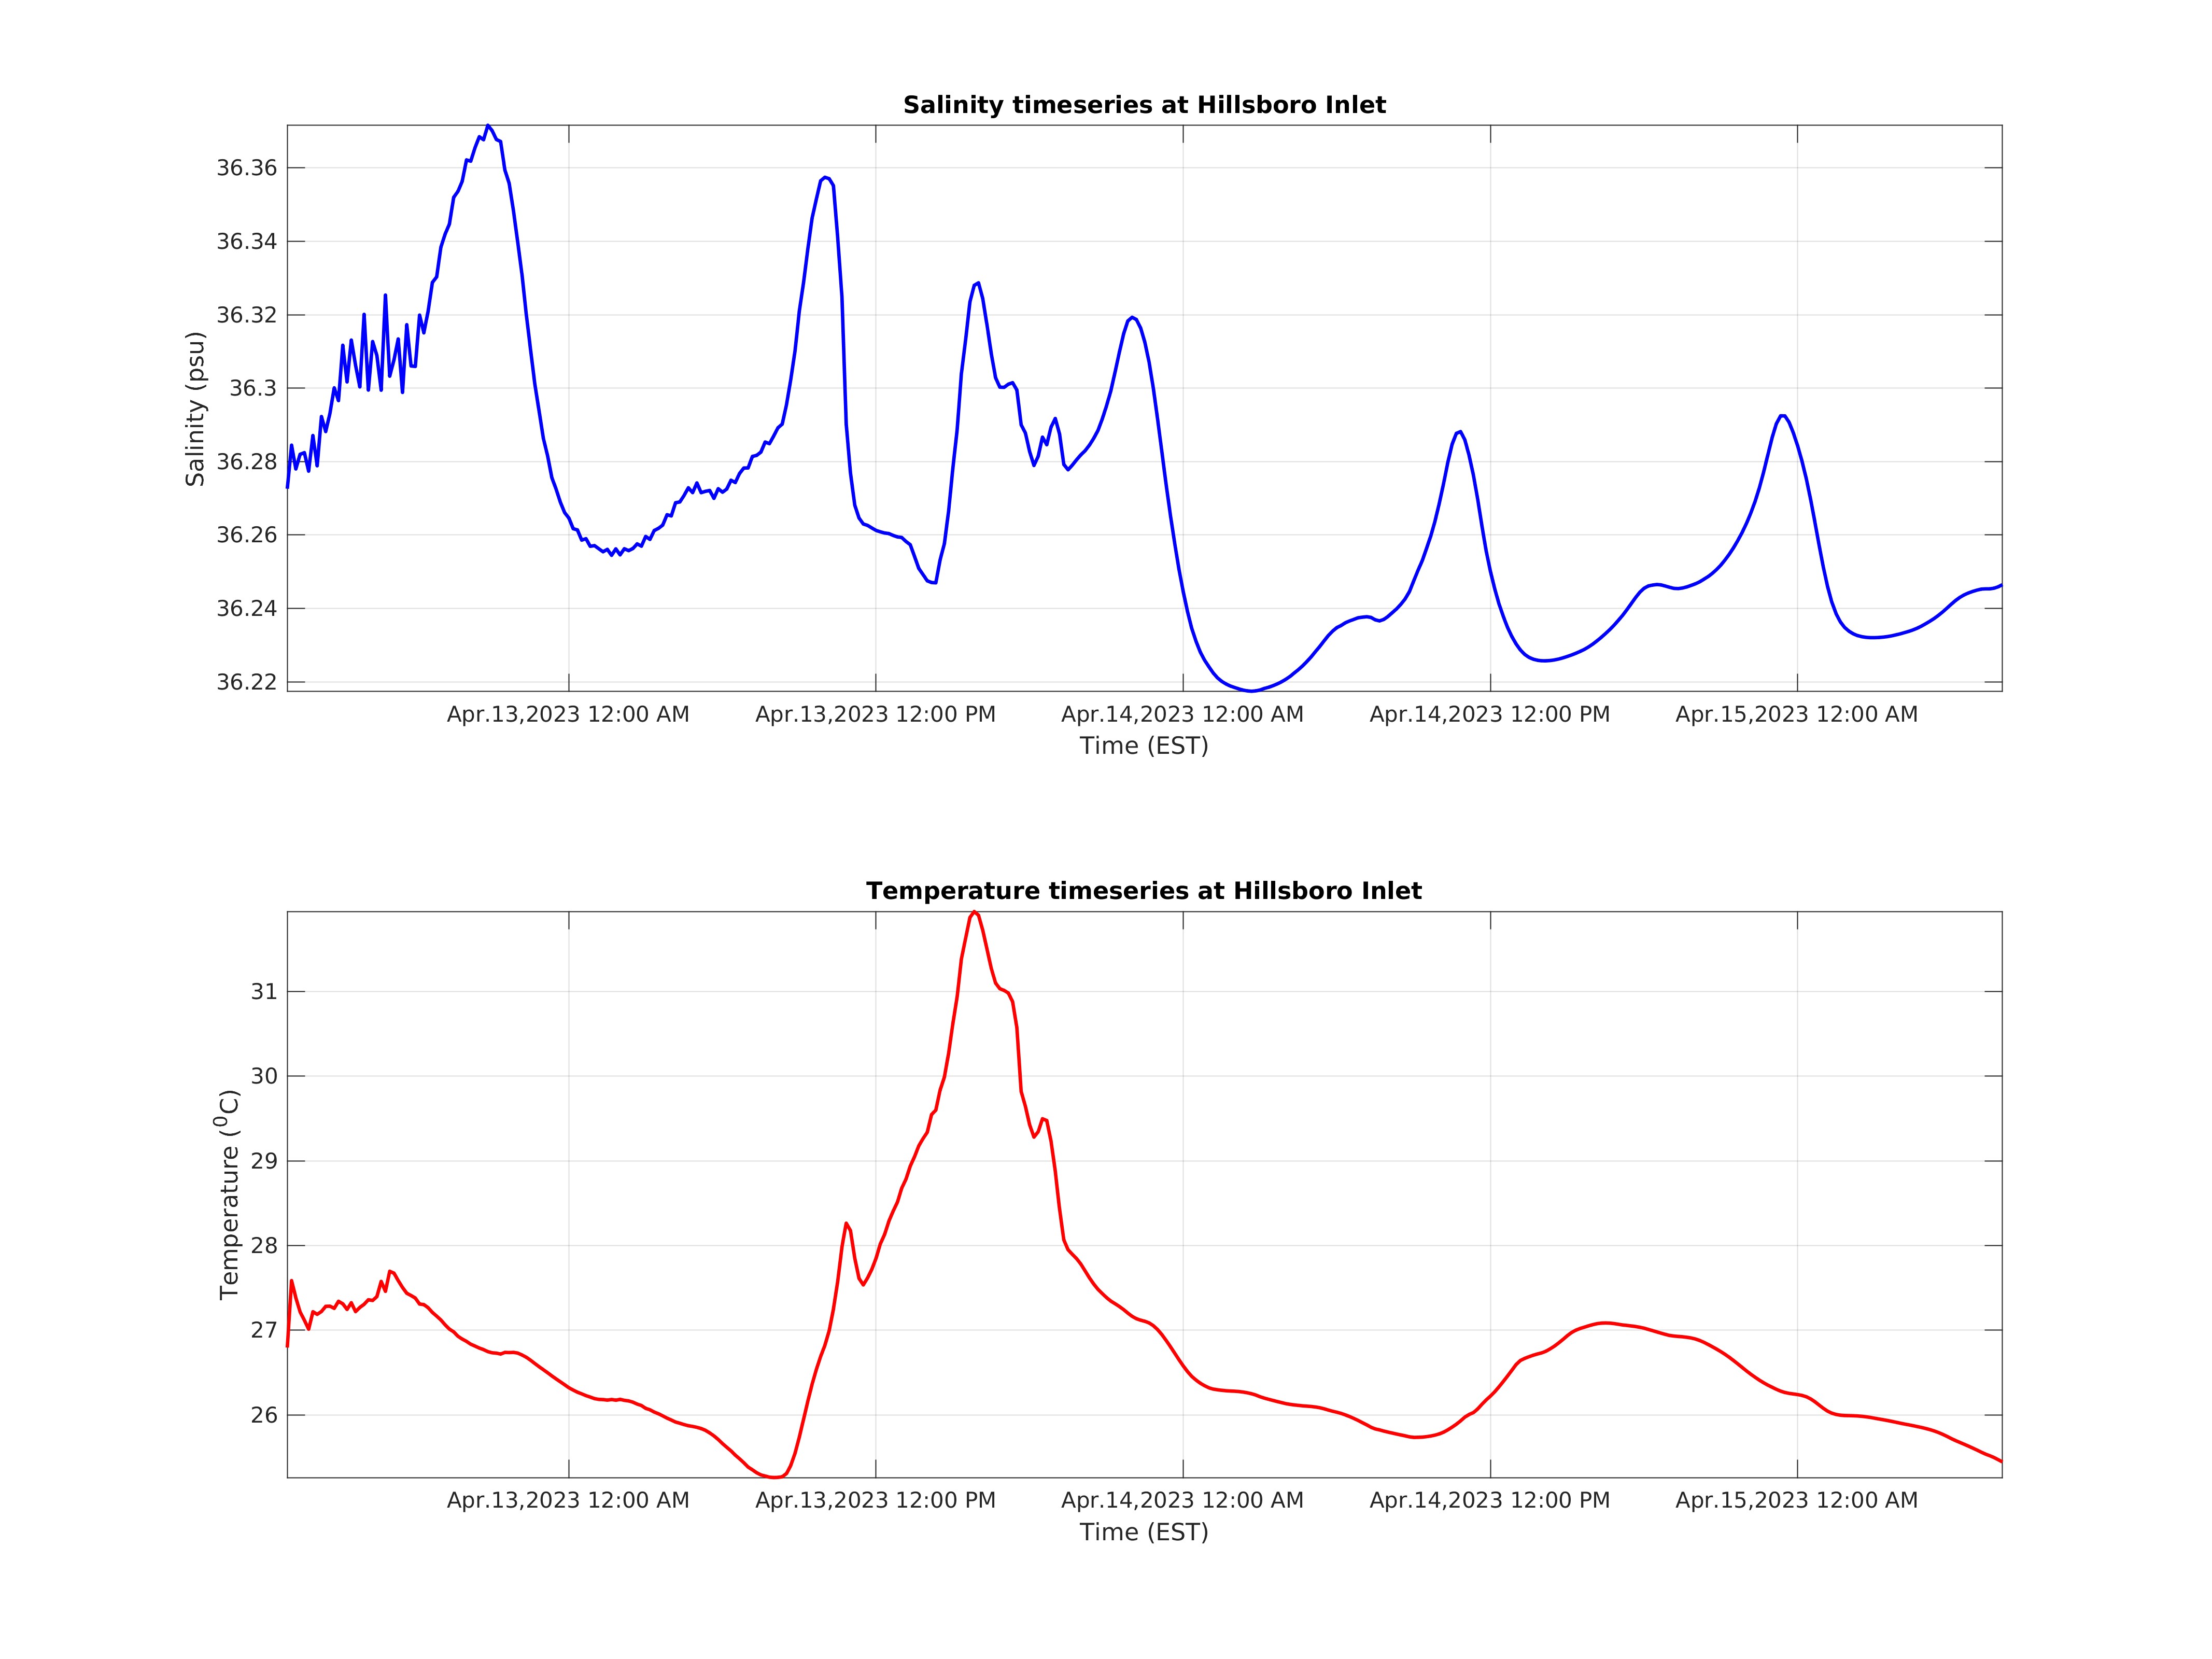 Salinity timeseries at Hillsboro Inlet
36.36
36.34
36.32
36.3
36.28
36.26
36.24
36.22
Salinity (psu)
Apr.13,2023 12:00 AM Apr.13,2023 12:00 PM Apr.14,2023 12:00 AM Apr.14,2023 12:00 PM Apr.15,2023 12:00 AM
Time (EST)
Temperature timeseries at Hillsboro Inlet
31
30
29
28
27
26
Temperature (⁰C)
Apr.13,2023 12:00 AM Apr.13,2023 12:00 PM Apr.14,2023 12:00 AM Apr.14,2023 12:00 PM Apr.15,2023 12:00 AM
Time (EST)